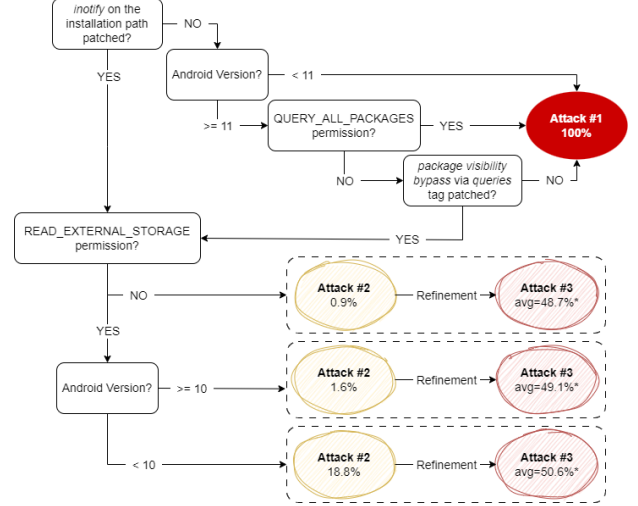 inotify on the
installation path
patched?
NO
YES
Android Version?
< 11
>= 11
QUERY_ALL_PACKAGES
permission?
YES
Attack #1
100%
NO
package visibility
bypass via queries
tag patched?
NO
YES
READ_EXTERNAL_STORAGE
permission?
NO
Attack #2
0.9%
Refinement
Attack #3
avg=48.7%*
YES
Android Version?
>= 10
Attack #2
1.6%
Refinement
Attack #3
avg=49.1%*
< 10
Attack #2
18.8%
Refinement
Attack #3
avg=50.6%*